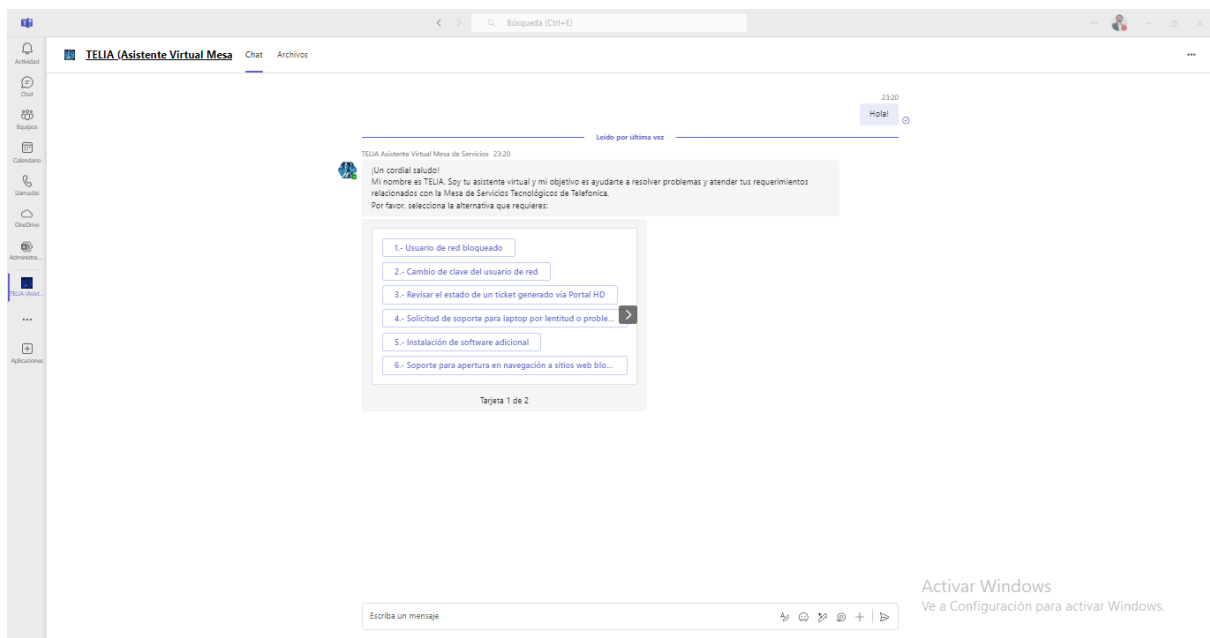 Búsqueda (Ctrl+E)
Actividad
Chat
Equipos
Calendario
Llamadas
OneDrive
Administra...
TELIA (Asist...
Aplicaciones
TELIA (Asistente Virtual Mesa Chat Archivos
23:20
Hola!
Leído por última vez
TELIA Asistente Virtual Mesa de Servicios 23:20
¡Un cordial saludo!
Mi nombre es TELIA. Soy tu asistente virtual y mi objetivo es ayudarte a resolver problemas y atender tus requerimientos
relacionados con la Mesa de Servicios Tecnológicos de Telefonica.
Por favor, selecciona la alternativa que requieres:
1.- Usuario de red bloqueado
2.- Cambio de clave del usuario de red
3.- Revisar el estado de un ticket generado vía Portal HD
4.- Solicitud de soporte para laptop por lentitud o proble...
5.- Instalación de software adicional
6.- Soporte para apertura en navegación a sitios web blo...
Tarjeta 1 de 2
Escriba un mensaje
Activar Windows
Ve a Configuración para activar Windows.